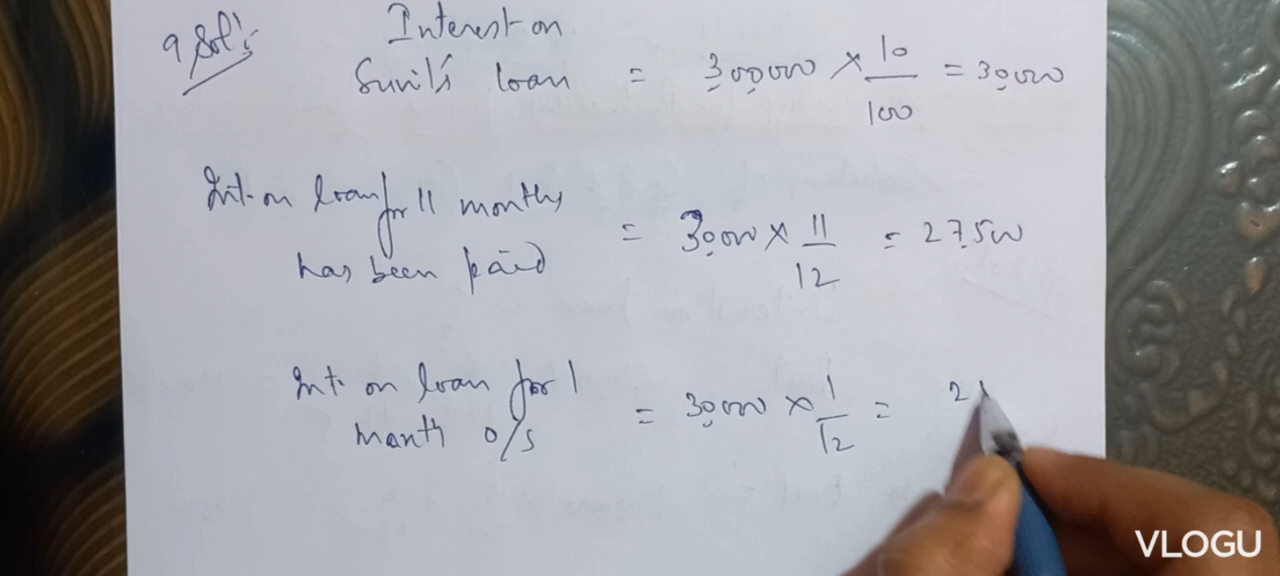 9 Sol:
Interest on
Sunil's loan = 3,00,000 × 10/100 = 30,000
Int. on loan for 11 months
has been paid = 30,000 × 11/12 = 27,500
Int. on loan for 1
month o/s = 30,000 × 1/12 = 2
VLOGU